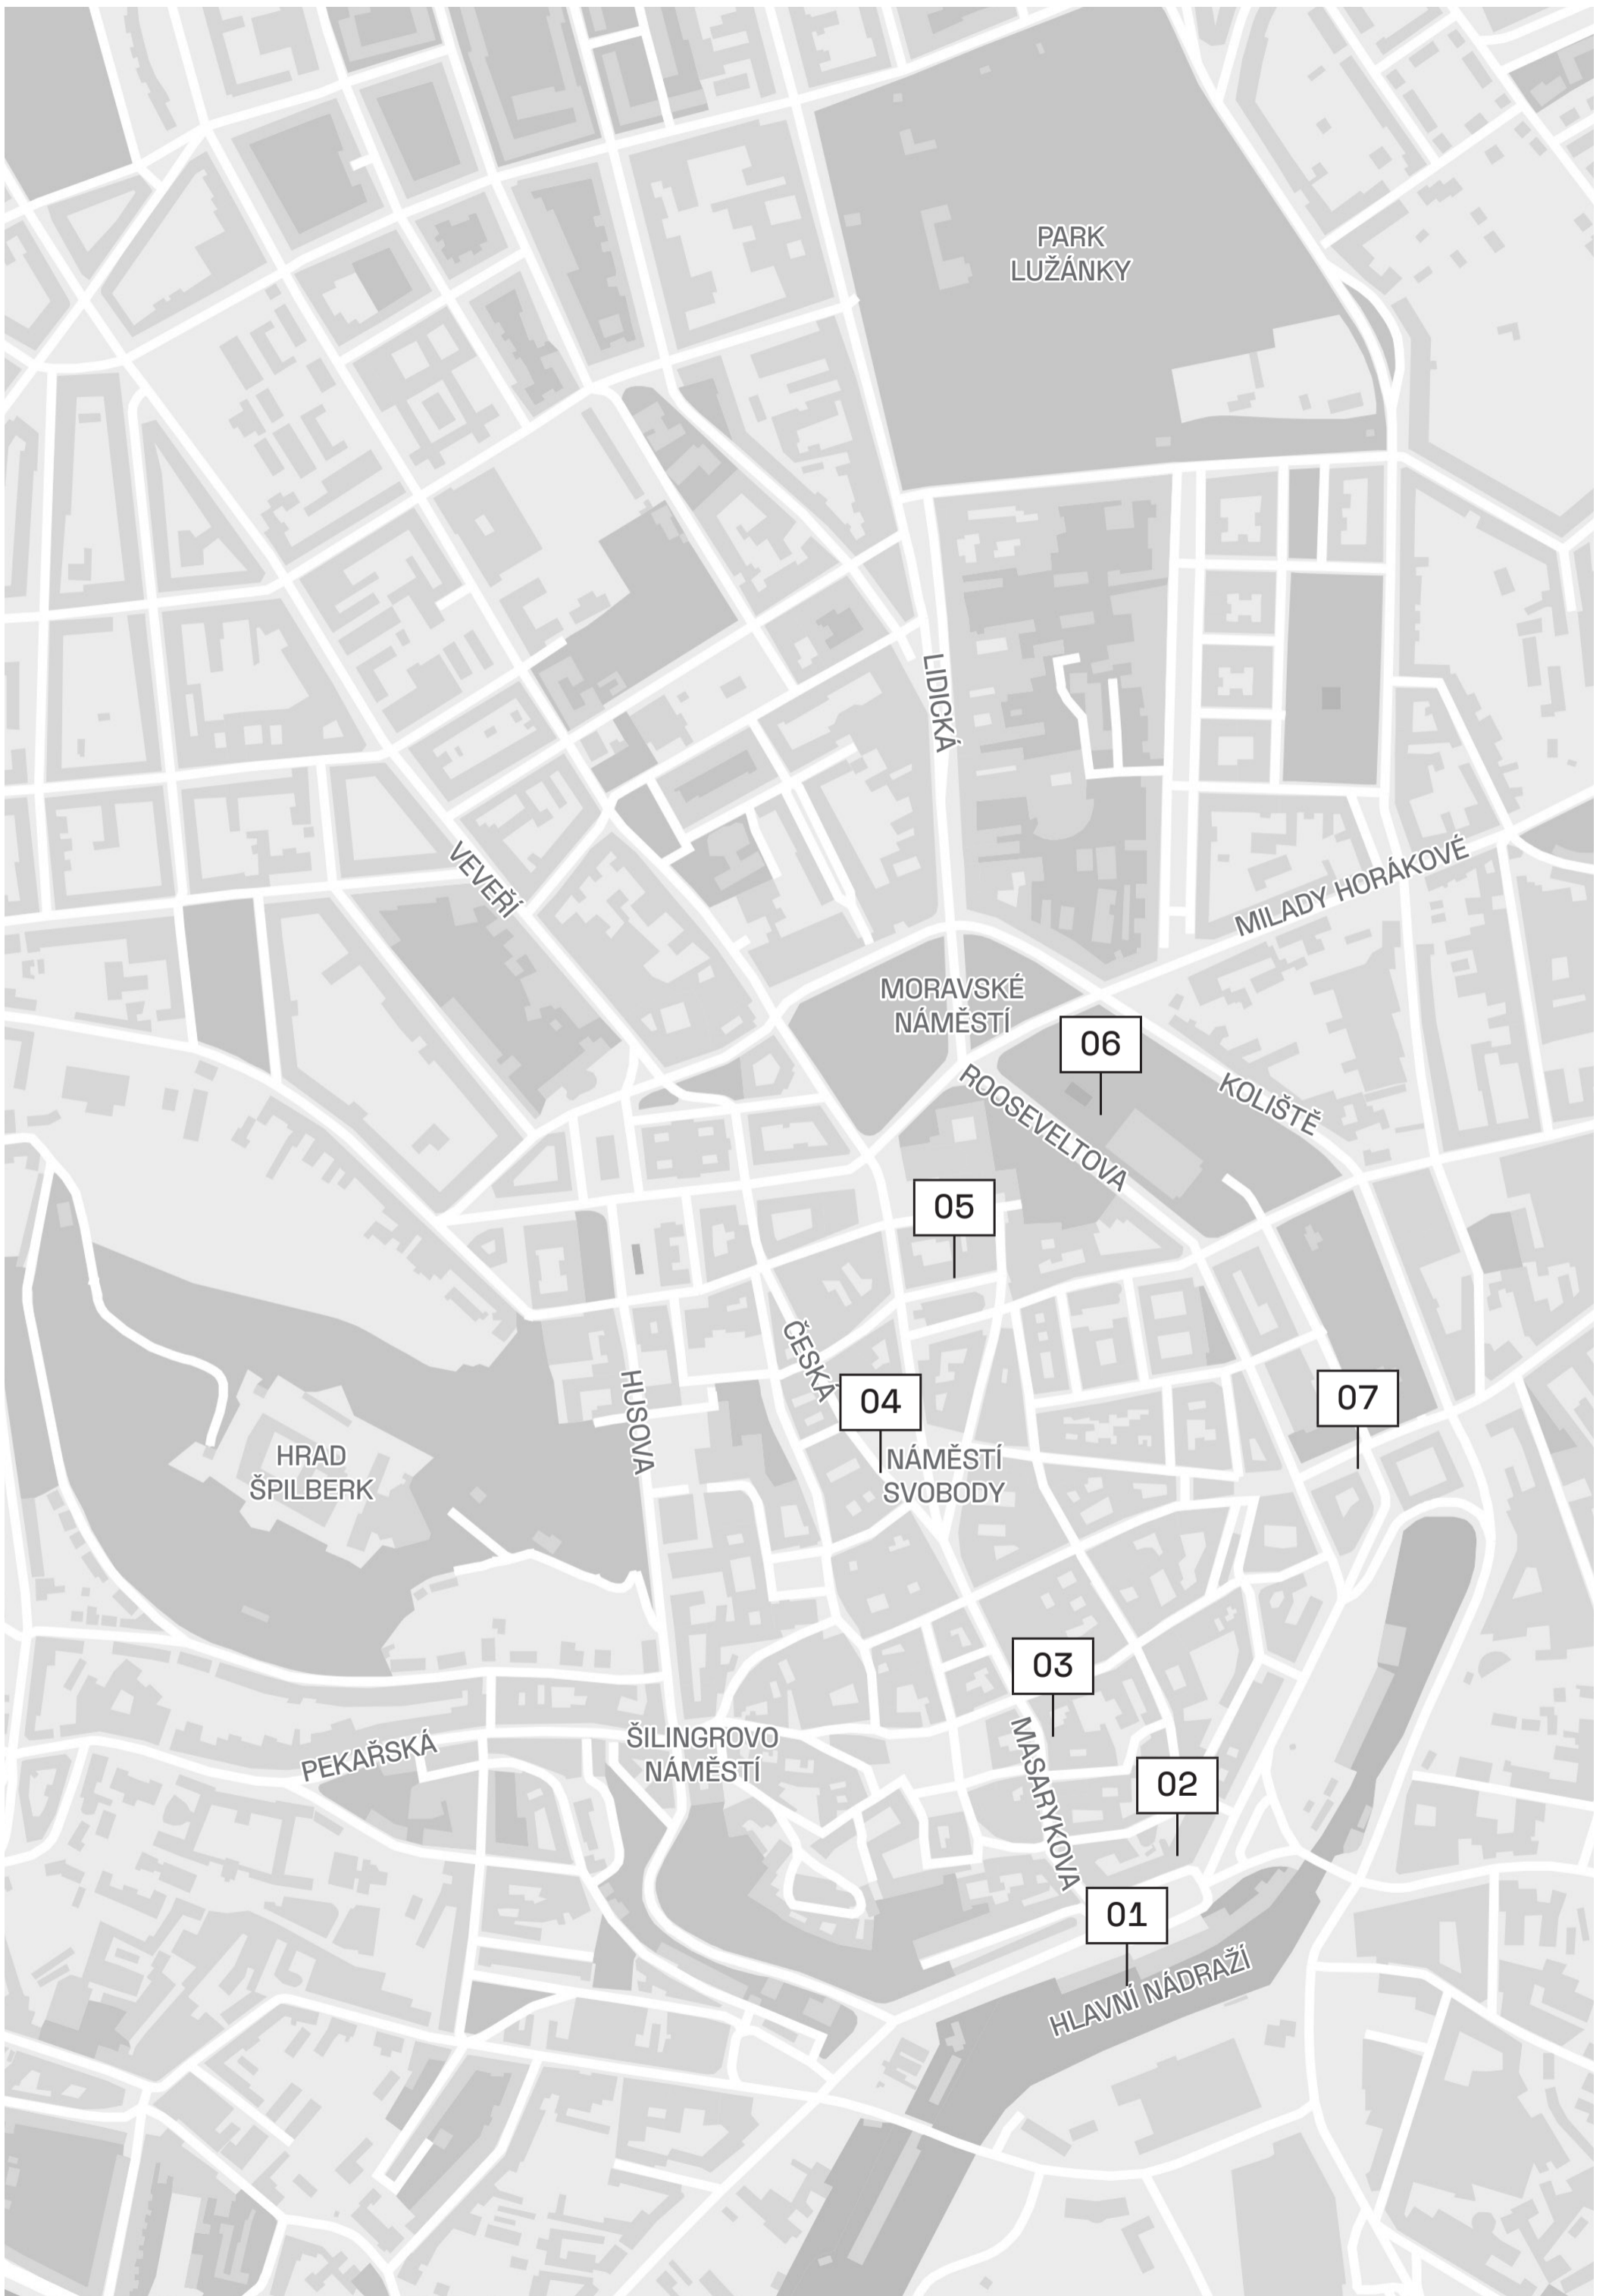 PARK
LUŽÁNKY
LIDICKÁ
VEVEŘÍ
MILADY HORÁKOVÉ
MORAVSKÉ
NÁMĚSTÍ
06
ROOSEVELTOVA
KOLIŠTĚ
05
ČESKÁ
HUSOVA
04
07
HRAD
ŠPILBERK
NÁMĚSTÍ
SVOBODY
03
PEKAŘSKÁ
ŠILINGROVO
NÁMĚSTÍ
MASARYKOVA
02
01
HLAVNÍ NÁDRAŽÍ